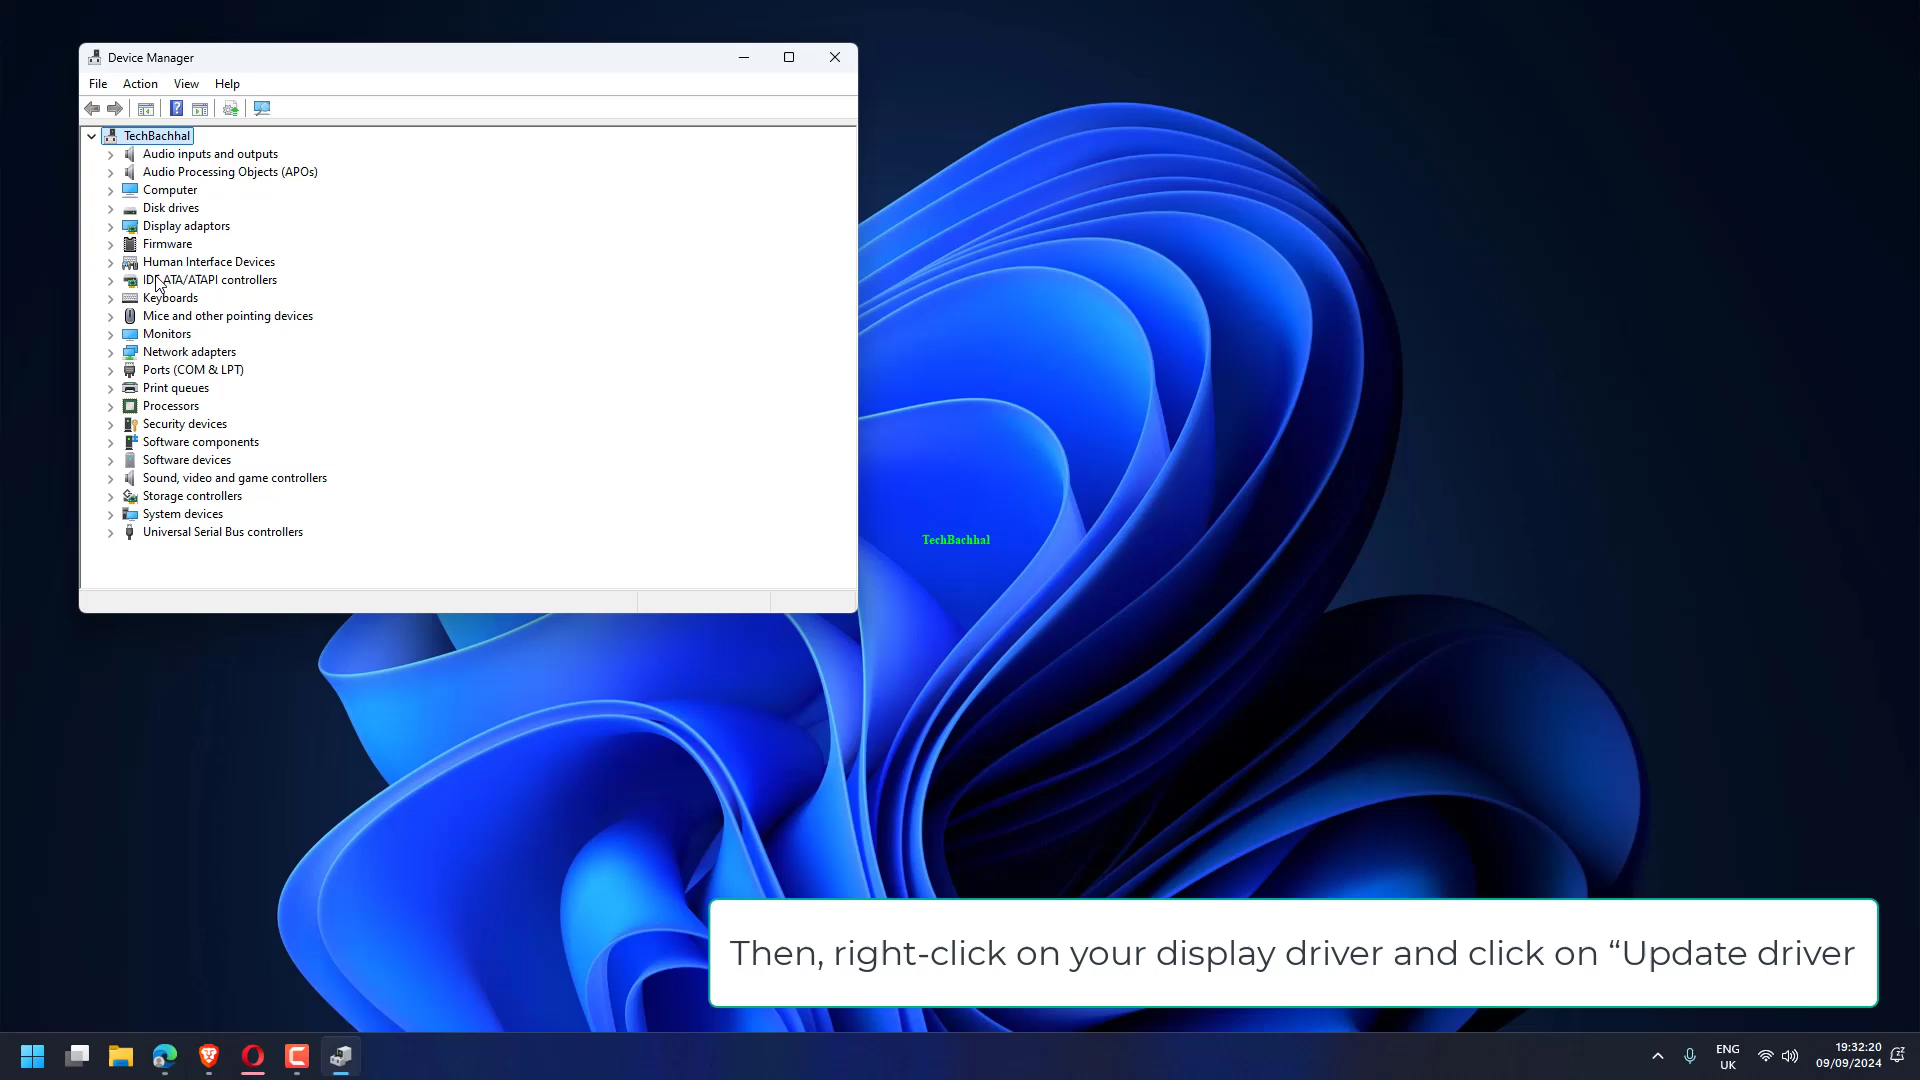 Device Manager
File Action View Help
TechBachhal
Audio inputs and outputs
Audio Processing Objects (APOs)
Computer
Disk drives
Display adaptors
Firmware
Human Interface Devices
IDE ATA/ATAPI controllers
Keyboards
Mice and other pointing devices
Monitors
Network adapters
Ports (COM & LPT)
Print queues
Processors
Security devices
Software components
Software devices
Sound, video and game controllers
Storage controllers
System devices
Universal Serial Bus controllers
TechBachhal
Then, right-click on your display driver and click on “Update driver
ENG
UK
19:32:20
09/09/2024